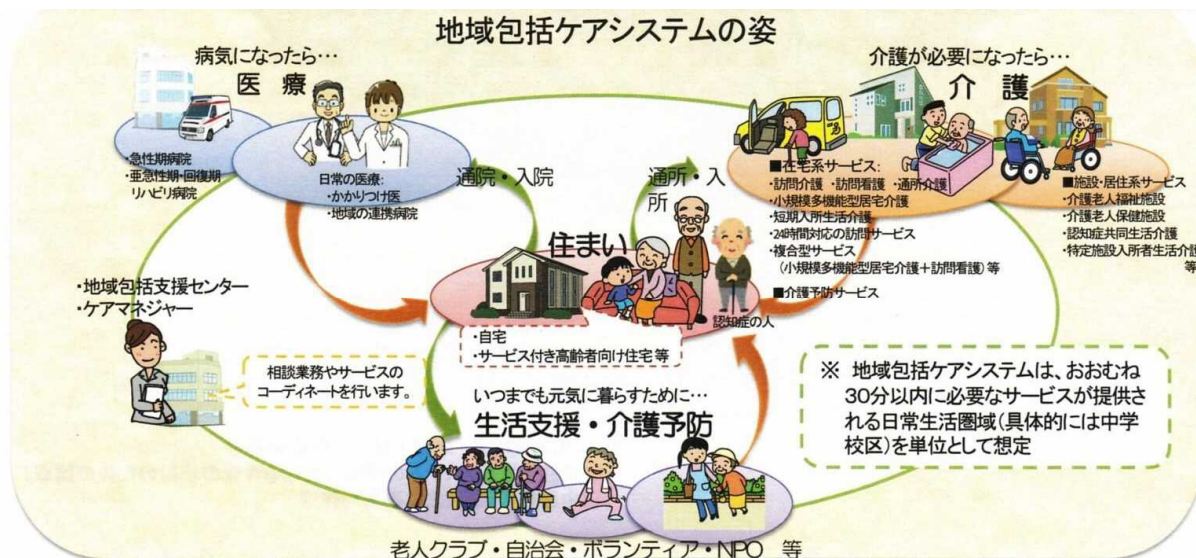 地域包括ケアシステムの姿
病気になったら…
医療
・急性期病院
・亜急性期・回復期
リハビリ病院
日常の医療:
・かかりつけ医
・地域の連携病院
通院・入院
通所・入
所
介護が必要になったら…
介護
■在宅系サービス:
・訪問介護 ・訪問看護 ・通所介護
・小規模多機能型居宅介護
・短期入所生活介護
・24時間対応の訪問サービス
・複合型サービス
(小規模多機能型居宅介護+訪問看護)等
■介護予防サービス
■施設・居住系サービス
・介護老人福祉施設
・介護老人保健施設
・認知症共同生活介護
・特定施設入所者生活介護
等
住まい
認知症の人
・自宅
・サービス付き高齢者向け住宅 等
・地域包括支援センター
・ケアマネジャー
相談業務やサービスの
コーディネートを行います。
いつまでも元気に暮らすために…
生活支援・介護予防
老人クラブ・自治会・ボランティア・NPO 等
※ 地域包括ケアシステムは、おおむね
30分以内に必要なサービスが提供さ
れる日常生活圏域(具体的には中学
校区)を単位として想定